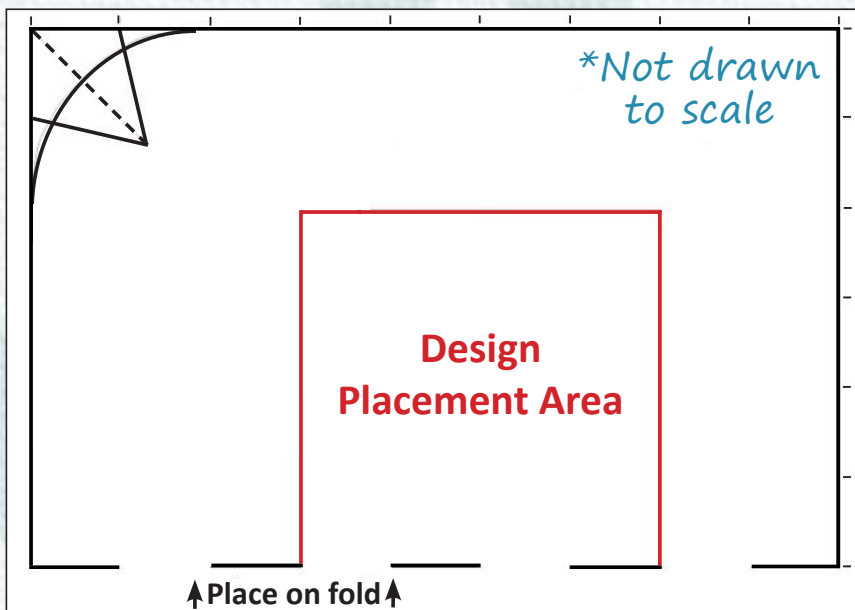 *Not drawn
to scale
Design
Placement Area
Place on fold